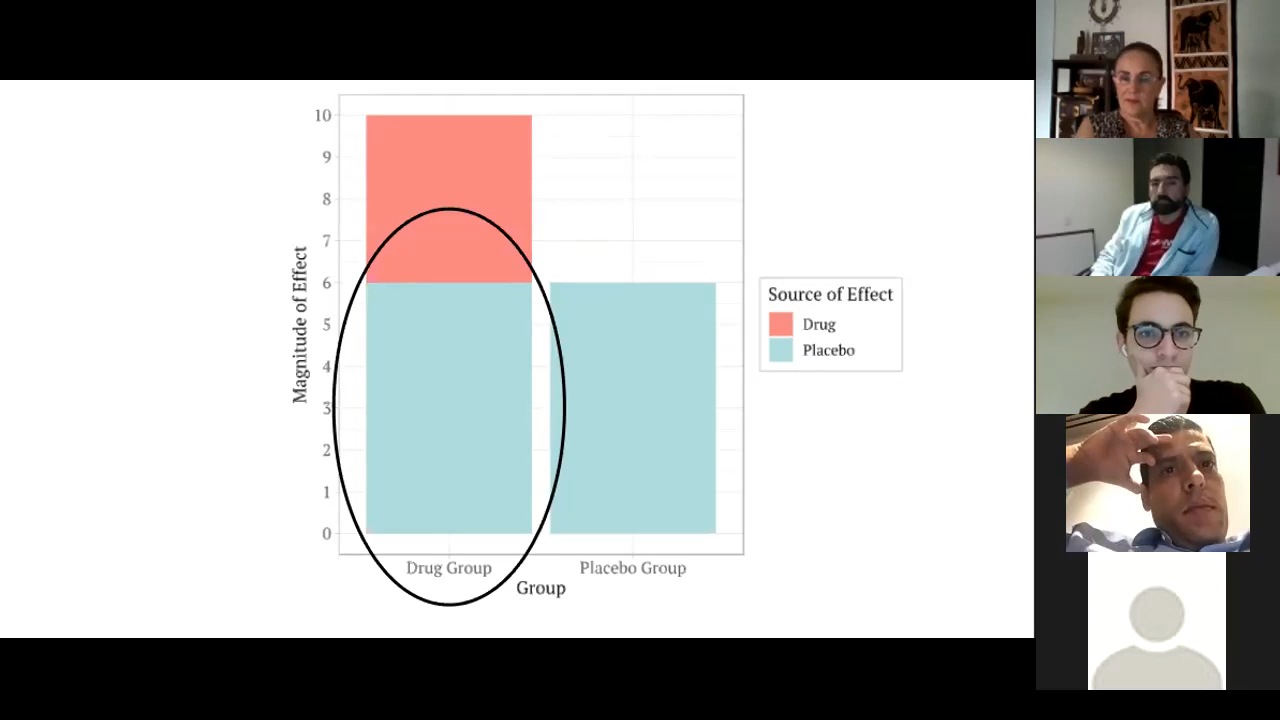 Magnitude of Effect
10
9
8
7
6
5
4
3
2
1
0
Drug Group
Placebo Group
Group
Source of Effect
Drug
Placebo